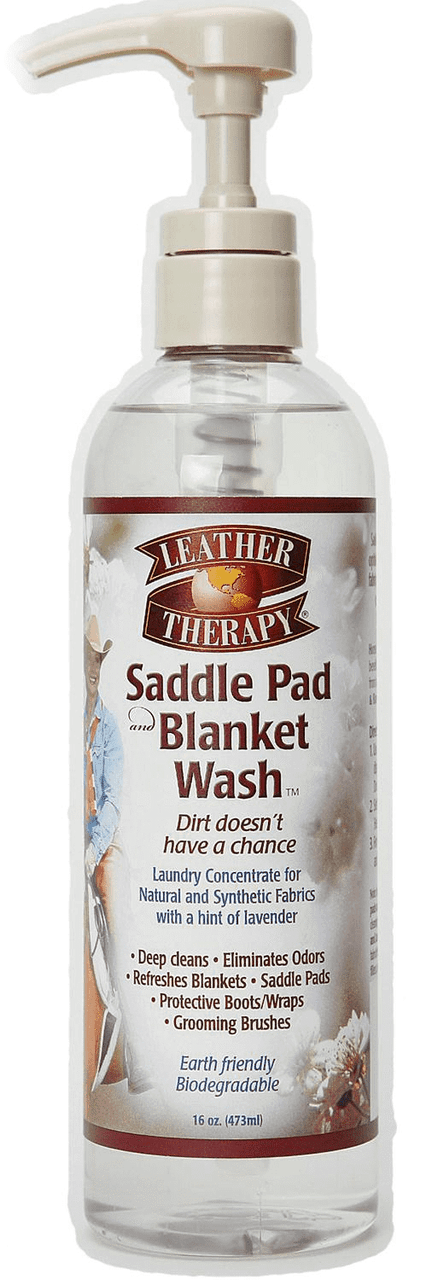 LEATHER
THERAPY®
Saddle Pad
and Blanket
Wash™
Dirt doesn't
have a chance
Laundry Concentrate for
Natural and Synthetic Fabrics
with a hint of lavender
• Deep cleans • Eliminates Odors
• Refreshes Blankets • Saddle Pads
• Protective Boots/Wraps
• Grooming Brushes
Earth friendly
Biodegradable
16 oz. (473ml)